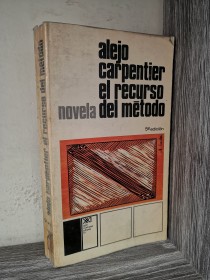 alejo
carpentier
el recurso
novela del método
alejo carpentier el recurso del método